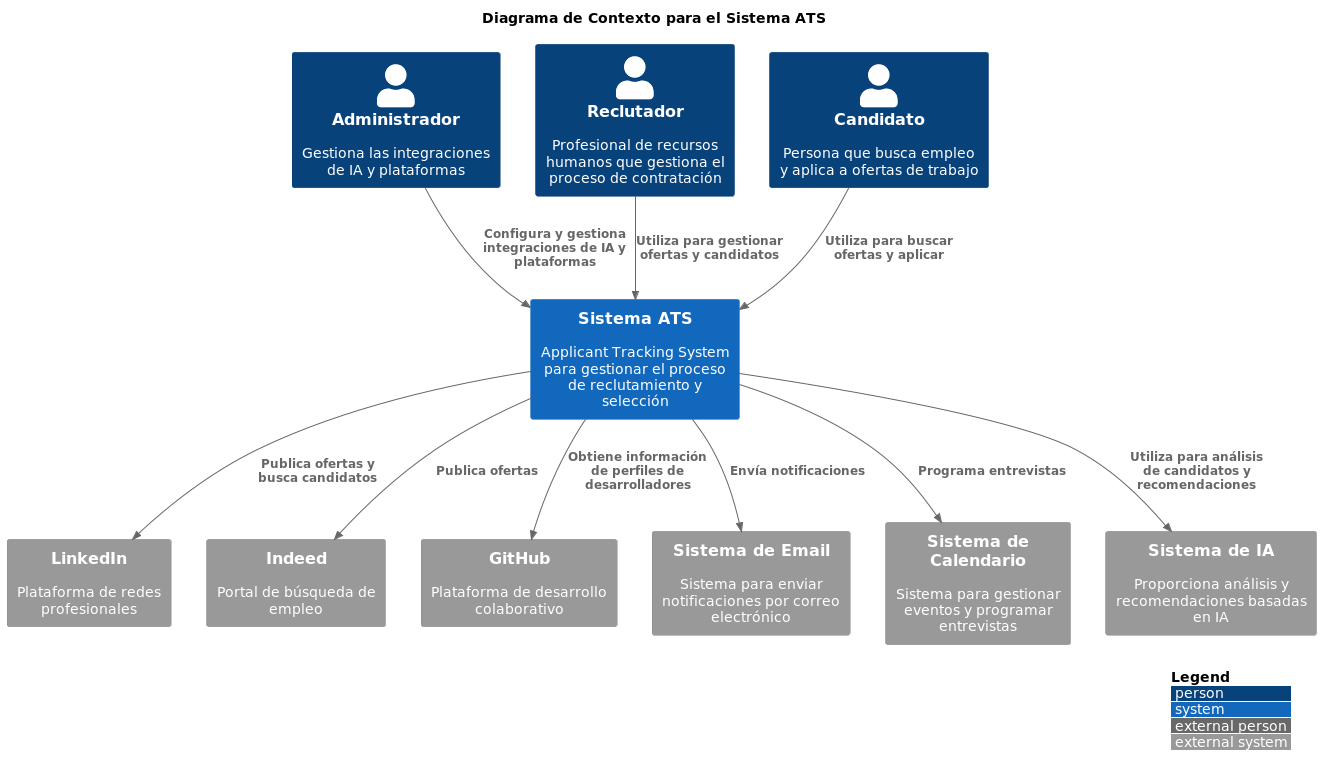 Diagrama de Contexto para el Sistema ATS
Administrador
Gestiona las integraciones
de IA y plataformas
Reclutador
Profesional de recursos
humanos que gestiona el
proceso de contratación
Candidato
Persona que busca empleo
y aplica a ofertas de trabajo
Configura y gestiona
integraciones de IA y
plataformas
Utiliza para gestionar
ofertas y candidatos
Utiliza para buscar
ofertas y aplicar
Sistema ATS
Applicant Tracking System
para gestionar el proceso
de reclutamiento y
selección
Publica ofertas y
busca candidatos
Publica ofertas
Obtiene información
de perfiles de
desarrolladores
Envía notificaciones
Programa entrevistas
Utiliza para análisis
de candidatos y
recomendaciones
LinkedIn
Plataforma de redes
profesionales
Indeed
Portal de búsqueda de
empleo
GitHub
Plataforma de desarrollo
colaborativo
Sistema de Email
Sistema para enviar
notificaciones por correo
electrónico
Sistema de
Calendario
Sistema para gestionar
eventos y programar
entrevistas
Sistema de IA
Proporciona análisis y
recomendaciones basadas
en IA
Legend
person
system
external person
external system